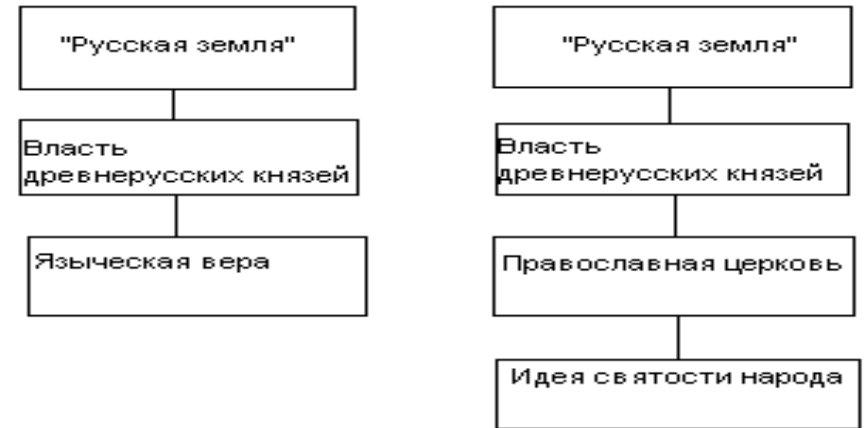 "Русская земля"
Власть
древнерусских князей
Языческая вера
"Русская земля"
Власть
древнерусских князей
Православная церковь
Идея святости народа